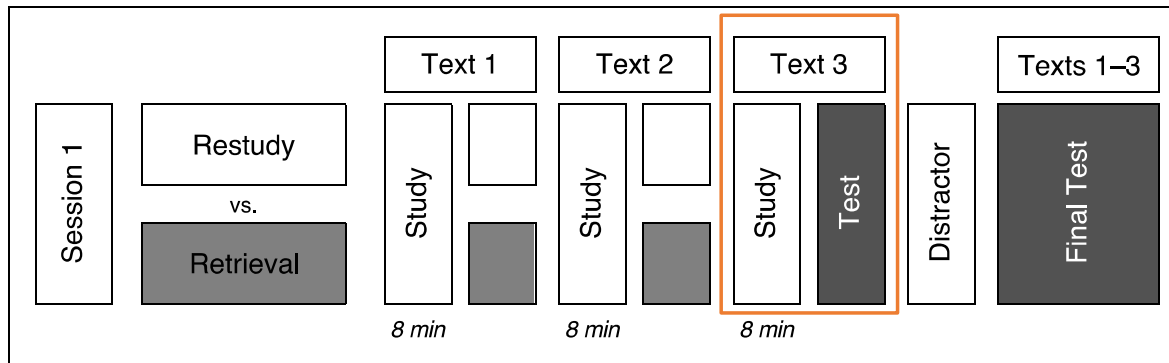 Text 1
Text 2
Text 3
Texts 1–3
Session 1
Restudy
vs.
Retrieval
Study
Study
Study
Test
Distractor
Final Test
8 min
8 min
8 min